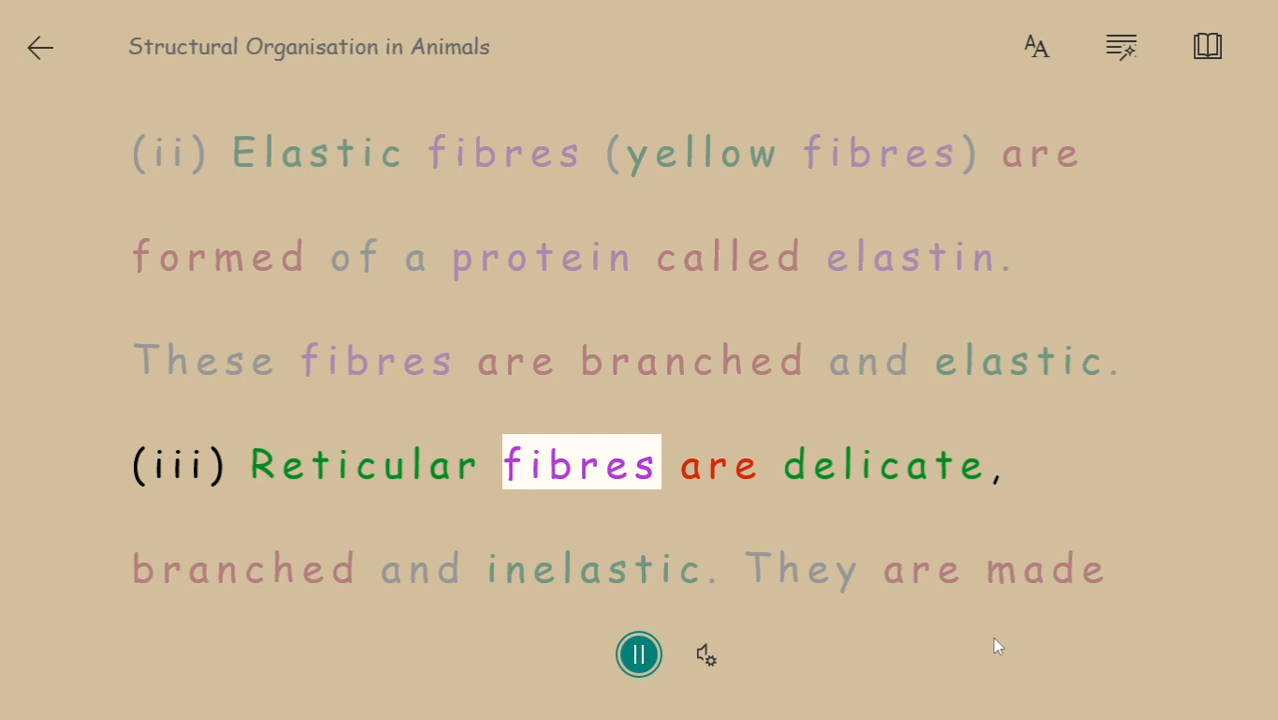 Structural Organisation in Animals
(ii) Elastic fibres (yellow fibres) are
formed of a protein called elastin.
These fibres are branched and elastic.
(iii) Reticular fibres are delicate,
branched and inelastic. They are made